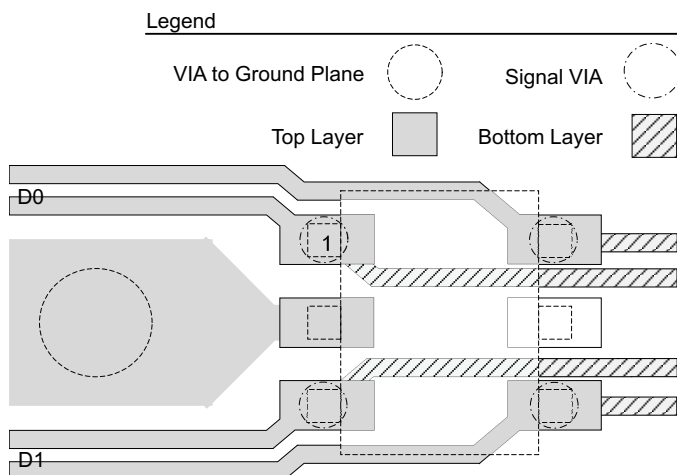 Legend
VIA to Ground Plane
Signal VIA
Top Layer
Bottom Layer
D0
1
D1